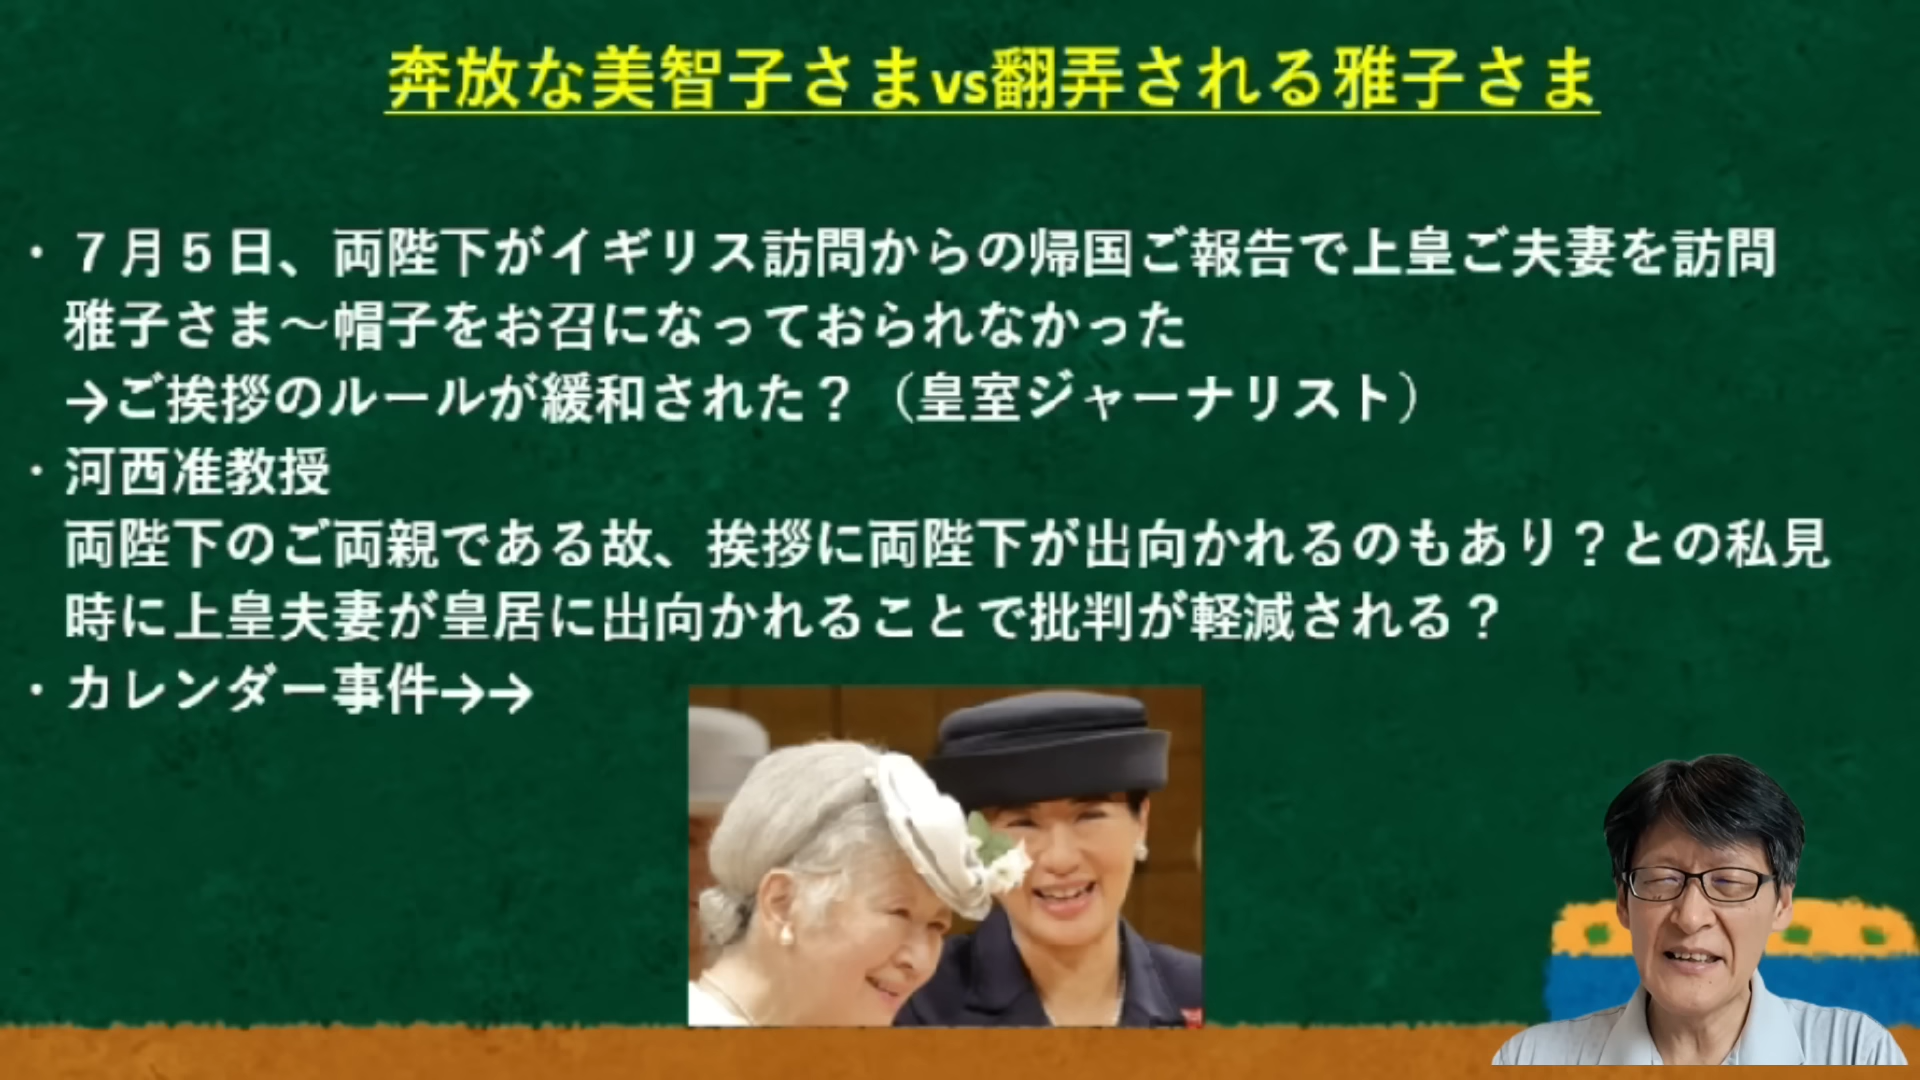 奔放な美智子さまvs翻弄される雅子さま
・７月５日、両陛下がイギリス訪問からの帰国ご報告で上皇ご夫妻を訪問
雅子さま～帽子をお召になっておられなかった
→ご挨拶のルールが緩和された？（皇室ジャーナリスト）
・河西准教授
両陛下のご両親である故、挨拶に両陛下が出向かれるのもあり？との私見
時に上皇夫妻が皇居に出向かれることで批判が軽減される？
・カレンダー事件→→